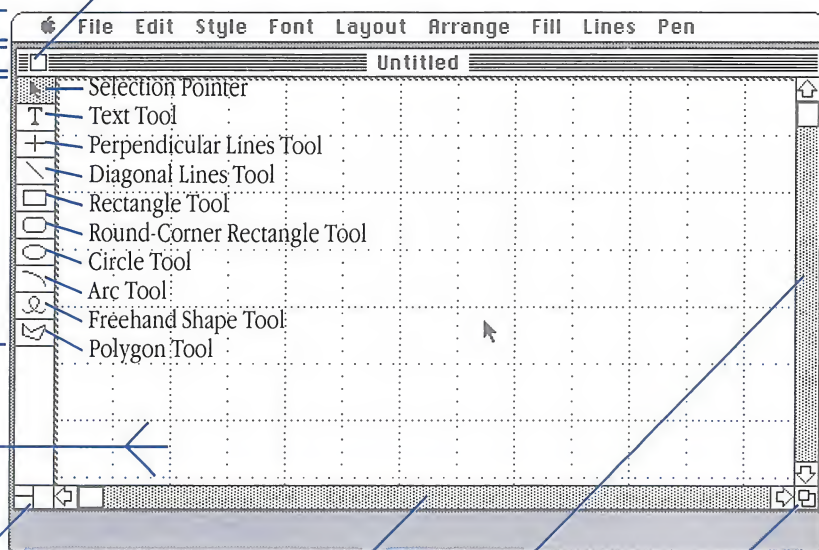 File Edit Style Font Layout Arrange Fill Lines Pen
Untitled
Selection Pointer
T Text Tool
Perpendicular Lines Tool
Diagonal Lines Tool
Rectangle Tool
Round-Corner Rectangle Tool
Circle Tool
Arc Tool
Freehand Shape Tool
Polygon Tool